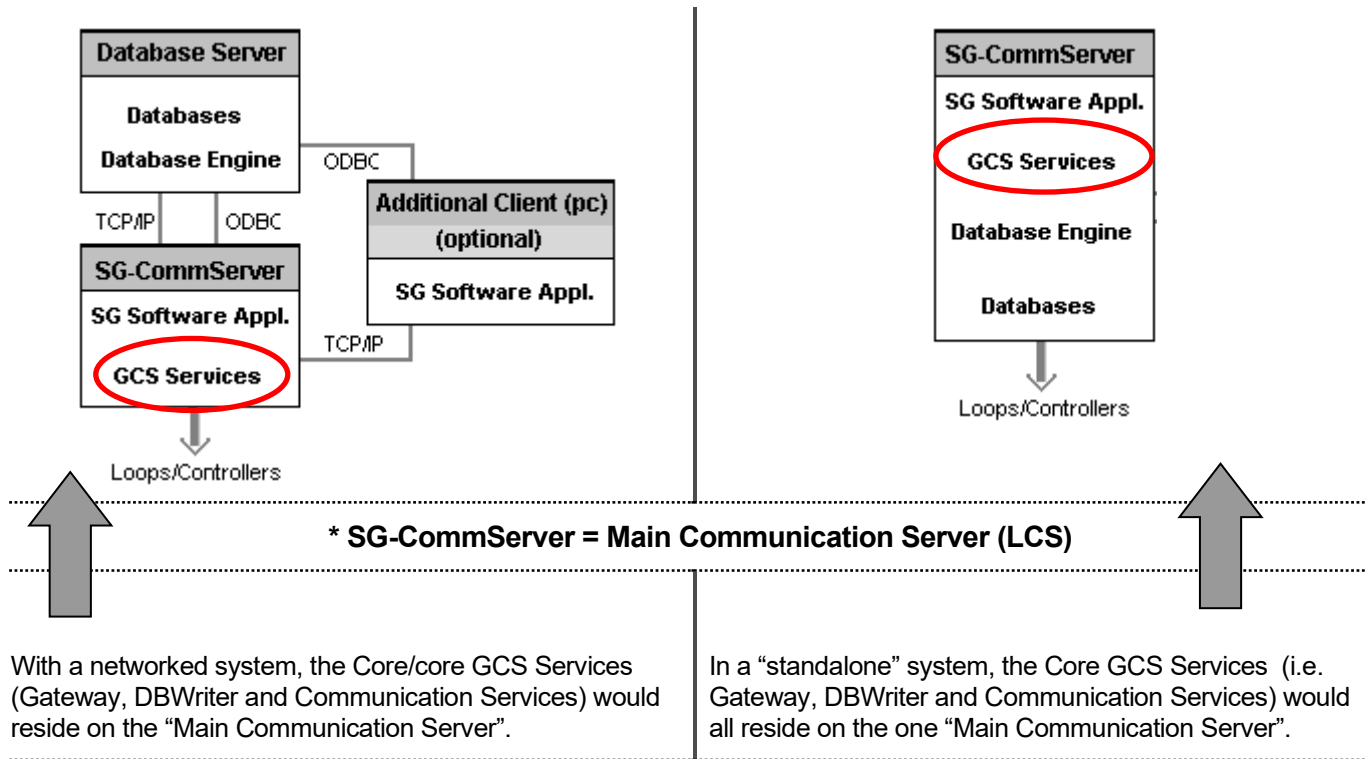 Database Server
Databases
Database Engine
ODBC
Additional Client (pc)
(optional)
SG Software Appl.
TCP/IP
ODBC
SG-CommServer
SG Software Appl.
GCS Services
TCP/IP
Loops/Controllers
SG-CommServer
SG Software Appl.
GCS Services
Database Engine
Databases
Loops/Controllers
* SG-CommServer = Main Communication Server (LCS)
With a networked system, the Core/core GCS Services
(Gateway, DBWriter and Communication Services) would
reside on the “Main Communication Server”.
In a “standalone” system, the Core GCS Services (i.e.
Gateway, DBWriter and Communication Services) would
all reside on the one “Main Communication Server”.